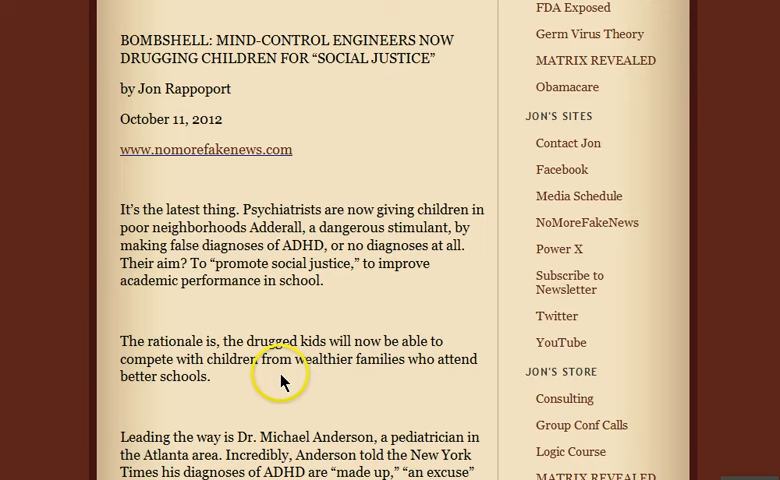 BOMBSHELL: MIND-CONTROL ENGINEERS NOW
DRUGGING CHILDREN FOR “SOCIAL JUSTICE”
by Jon Rappoport
October 11, 2012
www.nomorefakenews.com
It’s the latest thing. Psychiatrists are now giving children in
poor neighborhoods Adderall, a dangerous stimulant, by
making false diagnoses of ADHD, or no diagnoses at all.
Their aim? To “promote social justice,” to improve
academic performance in school.
The rationale is, the drugged kids will now be able to
compete with children from wealthier families who attend
better schools.
Leading the way is Dr. Michael Anderson, a pediatrician in
the Atlanta area. Incredibly, Anderson told the New York
Times his diagnoses of ADHD are “made up,” “an excuse”
FDA Exposed
Germ Virus Theory
MATRIX REVEALED
Obamacare
JON'S SITES
Contact Jon
Facebook
Media Schedule
NoMoreFakeNews
Power X
Subscribe to
Newsletter
Twitter
YouTube
JON'S STORE
Consulting
Group Conf Calls
Logic Course
MATRIX REVEALED